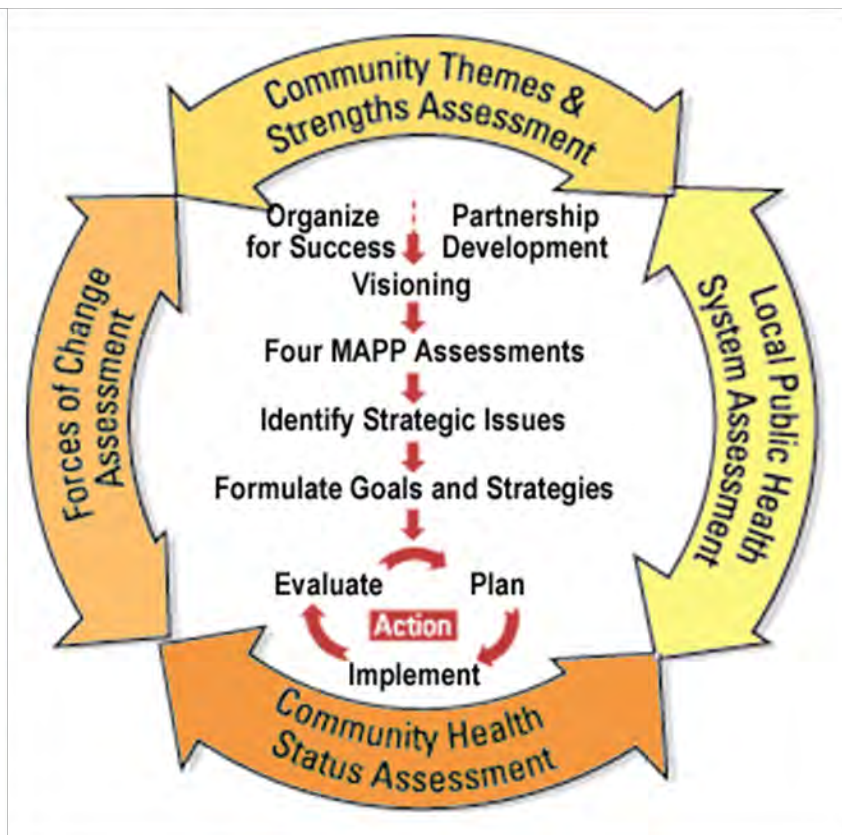 Community Themes &
Strengths Assessment
Organize
for Success
Partnership
Development
Visioning
Four MAPP Assessments
Identify Strategic Issues
Formulate Goals and Strategies
Evaluate
Plan
Action
Implement
Forces of Change
Assessment
Local Public Health
System Assessment
Community Health
Status Assessment